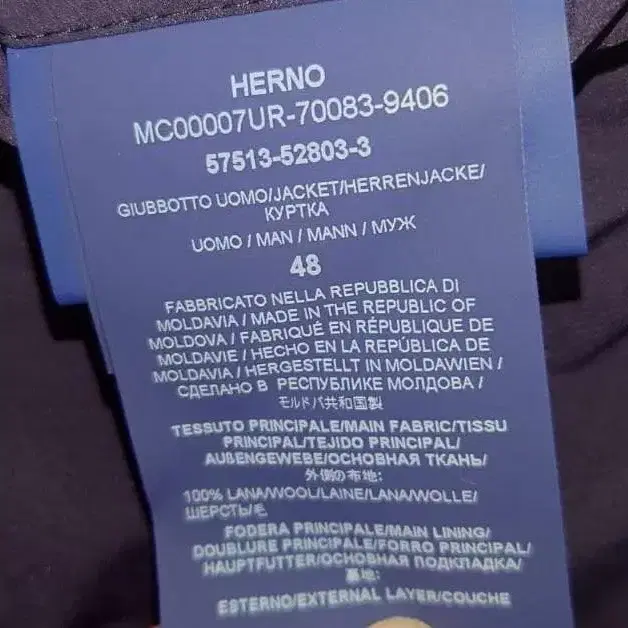 HERNO
MC00007UR-70083-9406
57513-52803-3
GIUBBOTTO UOMO/JACKET/HERRENJACKE/
КУРТКА
UOMO / MAN / MANN / МУЖ
48
FABBRICATO NELLA REPUBBLICA DI
MOLDAVIA / MADE IN THE REPUBLIC OF
MOLDOVA / FABRIQUÉ EN RÉPUBLIQUE DE
MOLDAVIE / HECHO EN LA REPÚBLICA DE
MOLDAVIA / HERGESTELLT IN MOLDAWIEN /
СДЕЛАНО В РЕСПУБЛИКЕ МОЛДОВА /
モルドバ共和国製
TESSUTO PRINCIPALE/MAIN FABRIC/TISSU
PRINCIPAL/TEJIDO PRINCIPAL/
AUßENGEWEBE/ОСНОВНАЯ ТКАНЬ/
外側の布地:
100% LANA/WOOL/LAINE/LANA/WOLLE/
ШЕРСТЬ/毛
FODERA PRINCIPALE/MAIN LINING/
DOUBLURE PRINCIPALE/FORRO PRINCIPAL/
HAUPTFUTTER/ОСНОВНАЯ ПОДКЛАДКА/
裏地:
ESTERNO/EXTERNAL LAYER/COUCHE